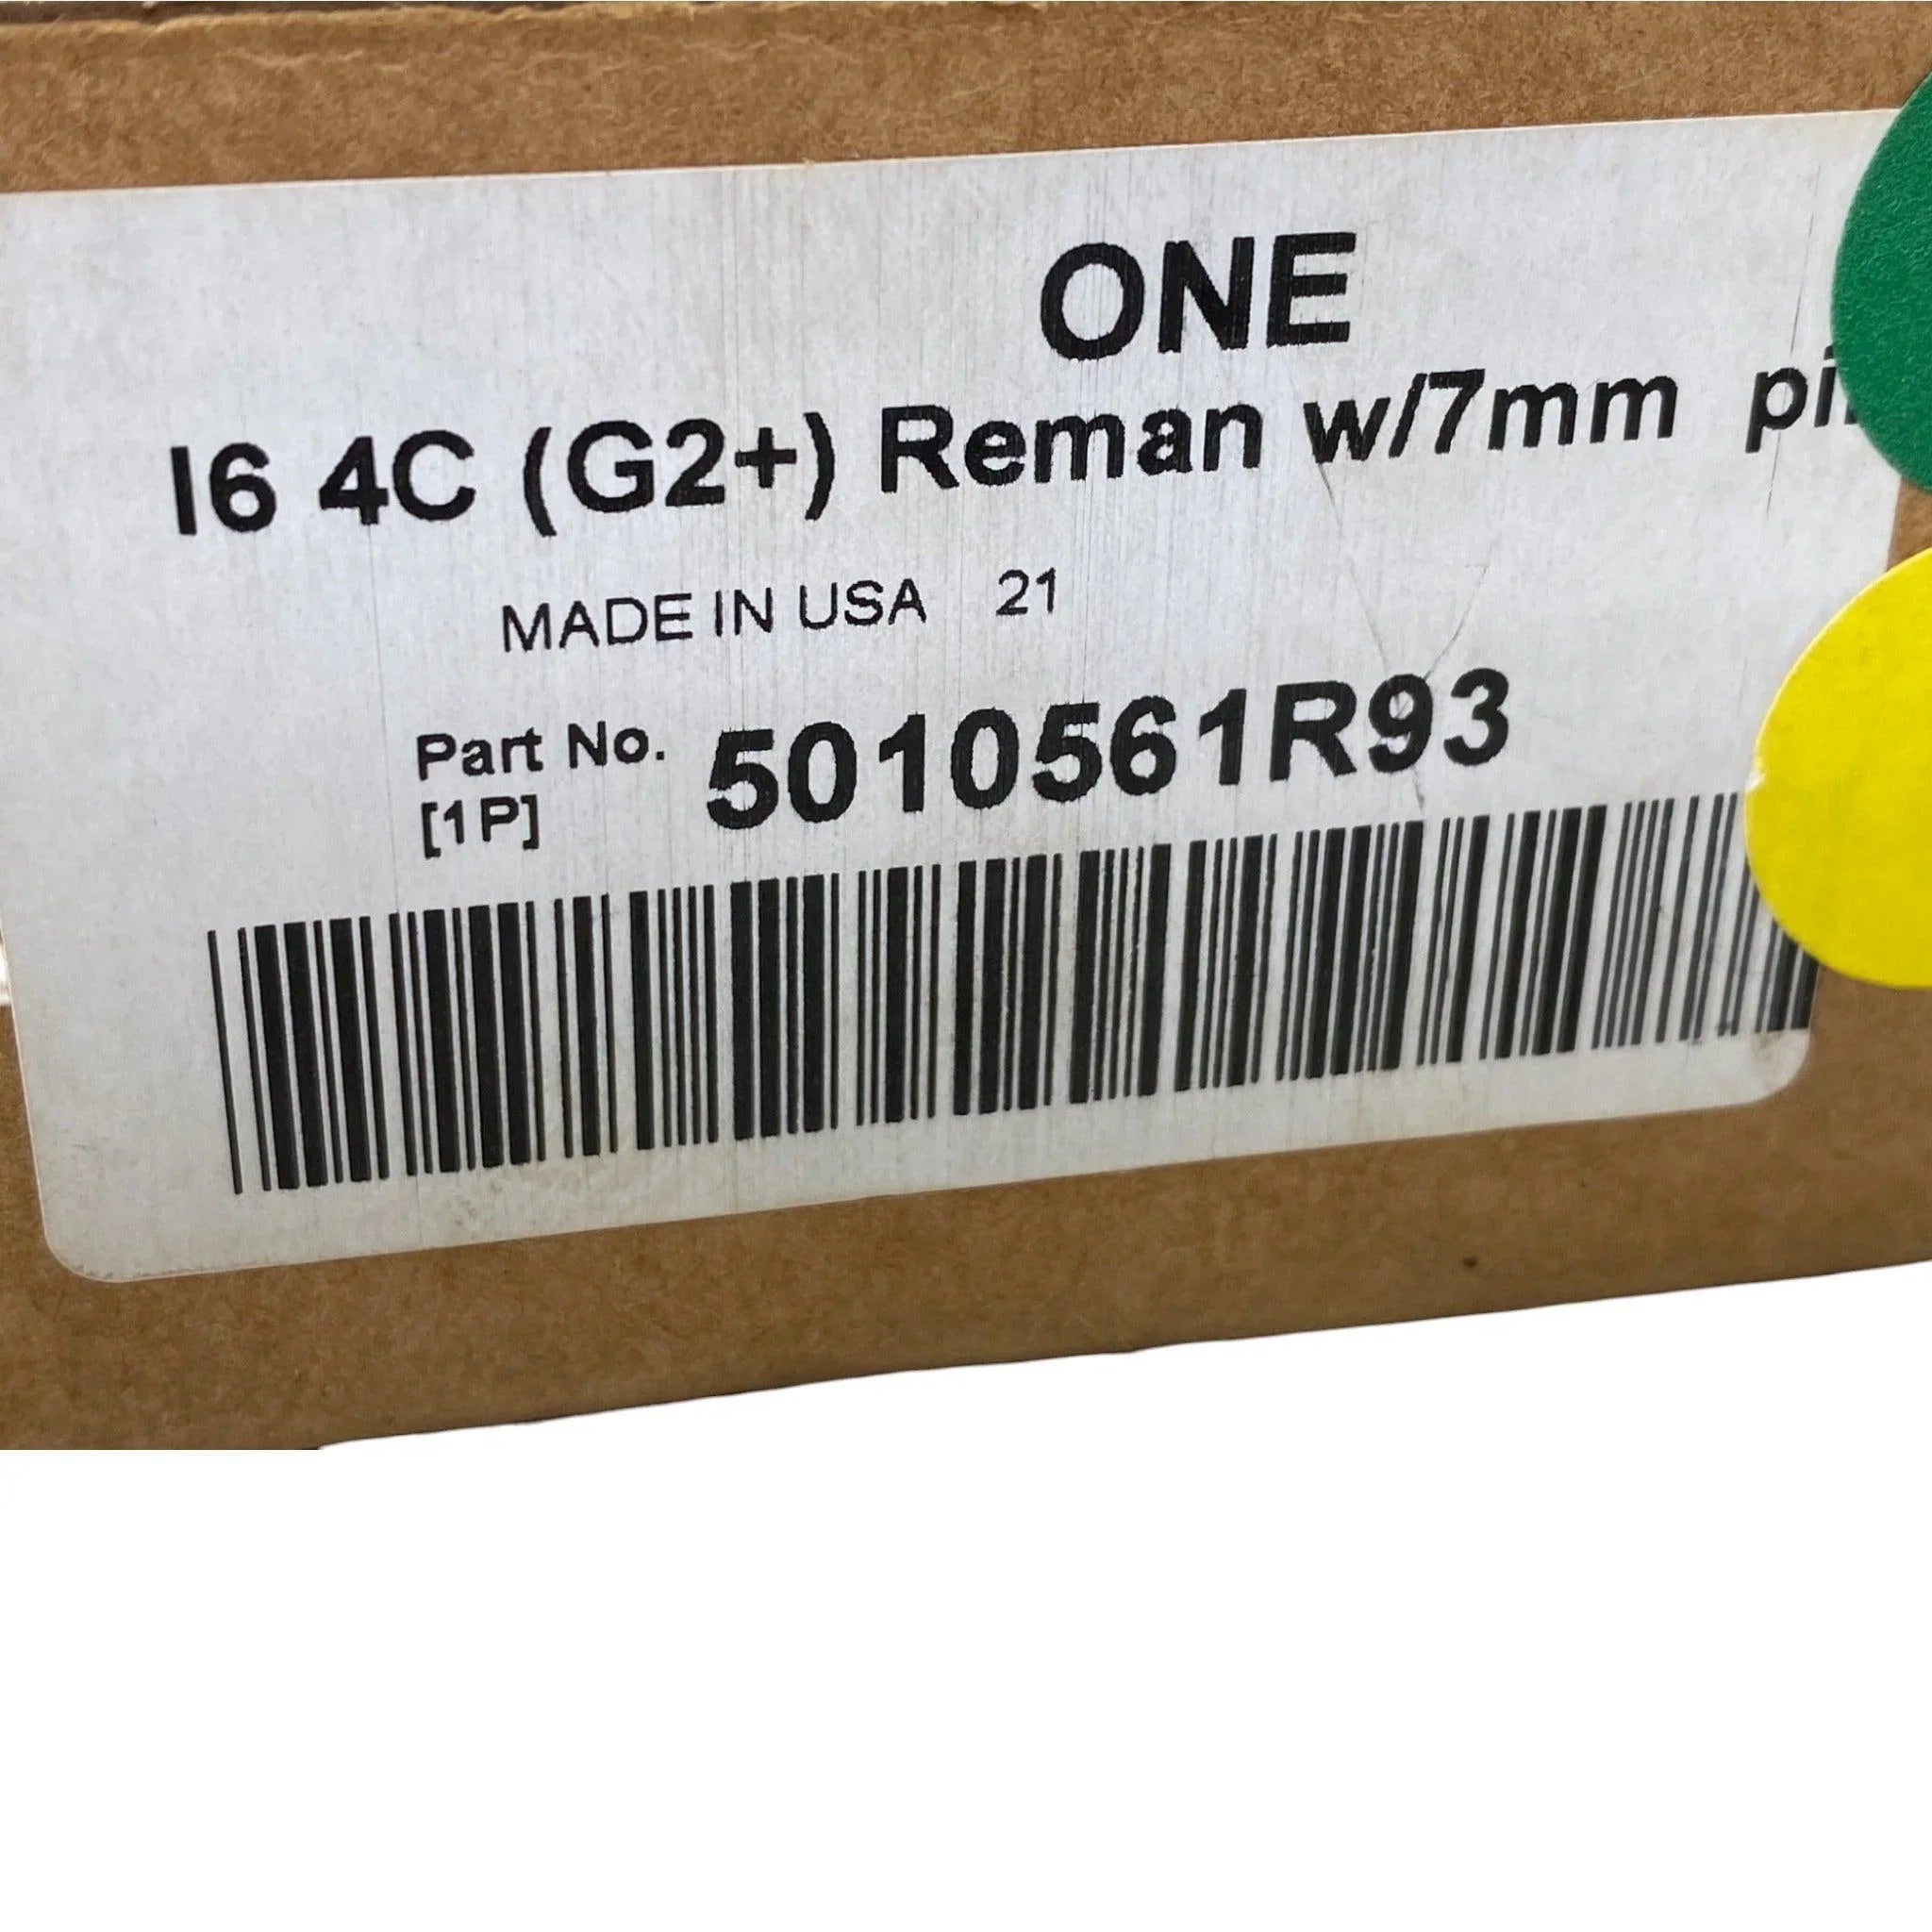 ONE
I6 4C (G2+) Reman w/7mm
MADE IN USA 21
Part No. 5010561R93
[1P]